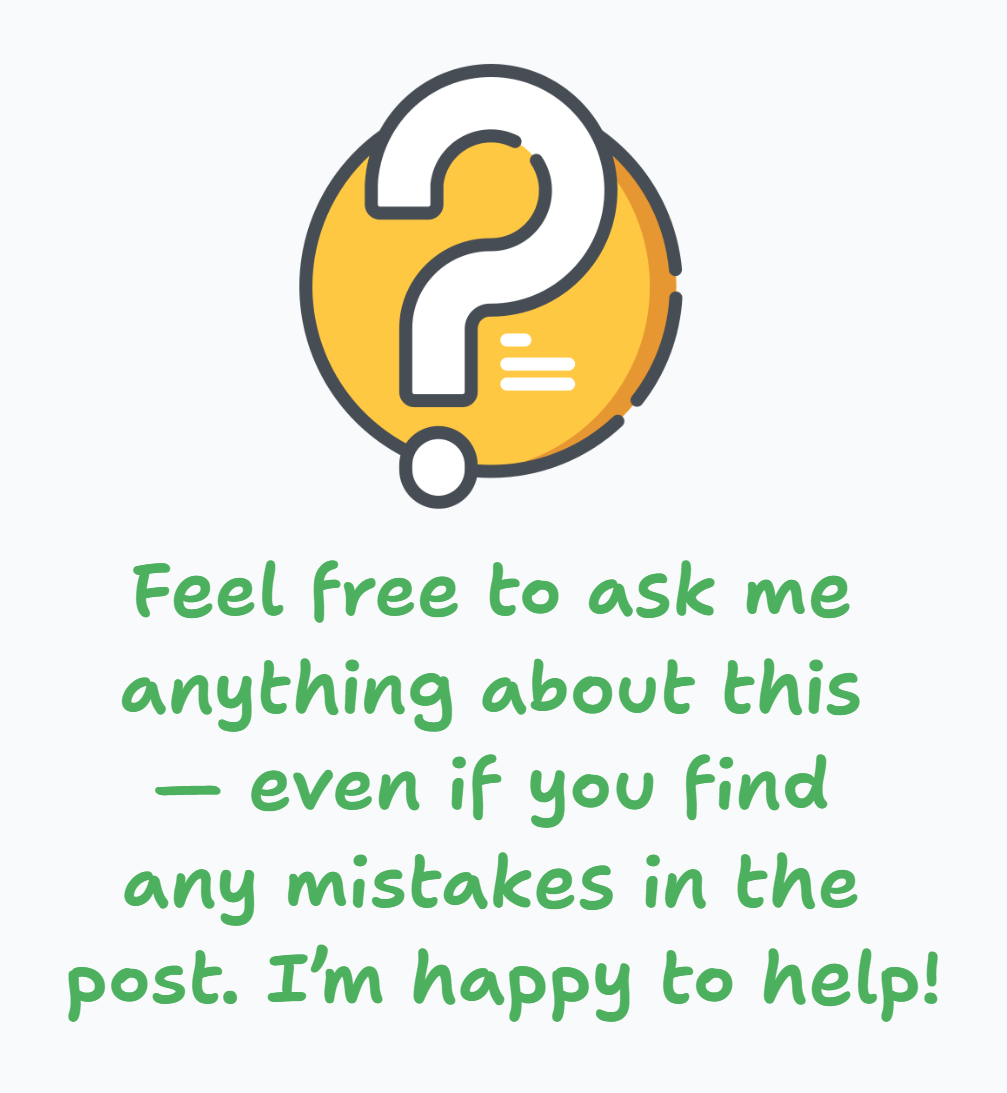 Feel free to ask me
anything about this
— even if you find
any mistakes in the
post. I’m happy to help!